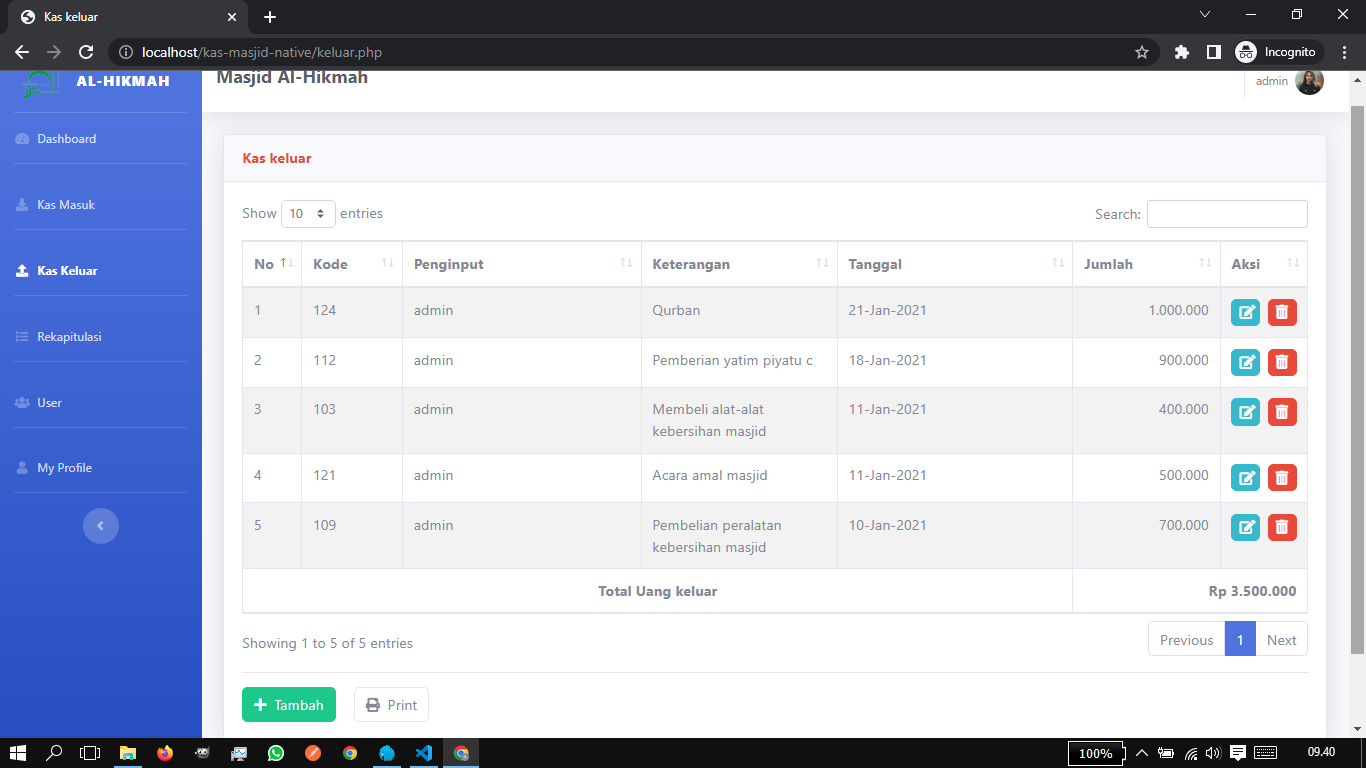 Kas keluar
localhost/kas-masjid-native/keluar.php
Incognito
AL-HIKMAH
Masjid Al-Hikmah
admin
Dashboard
Kas Masuk
Kas Keluar
Rekapitulasi
User
My Profile
Kas keluar
Show 10 entries
Search:
No Kode Penginput Keterangan Tanggal Jumlah Aksi
1 124 admin Qurban 21-Jan-2021 1.000.000
2 112 admin Pemberian yatim piyatu c 18-Jan-2021 900.000
3 103 admin Membeli alat-alat 11-Jan-2021 400.000
kebersihan masjid
4 121 admin Acara amal masjid 11-Jan-2021 500.000
5 109 admin Pembelian peralatan 10-Jan-2021 700.000
kebersihan masjid
Total Uang keluar Rp 3.500.000
Showing 1 to 5 of 5 entries
Previous 1 Next
Tambah Print
100%
09.40